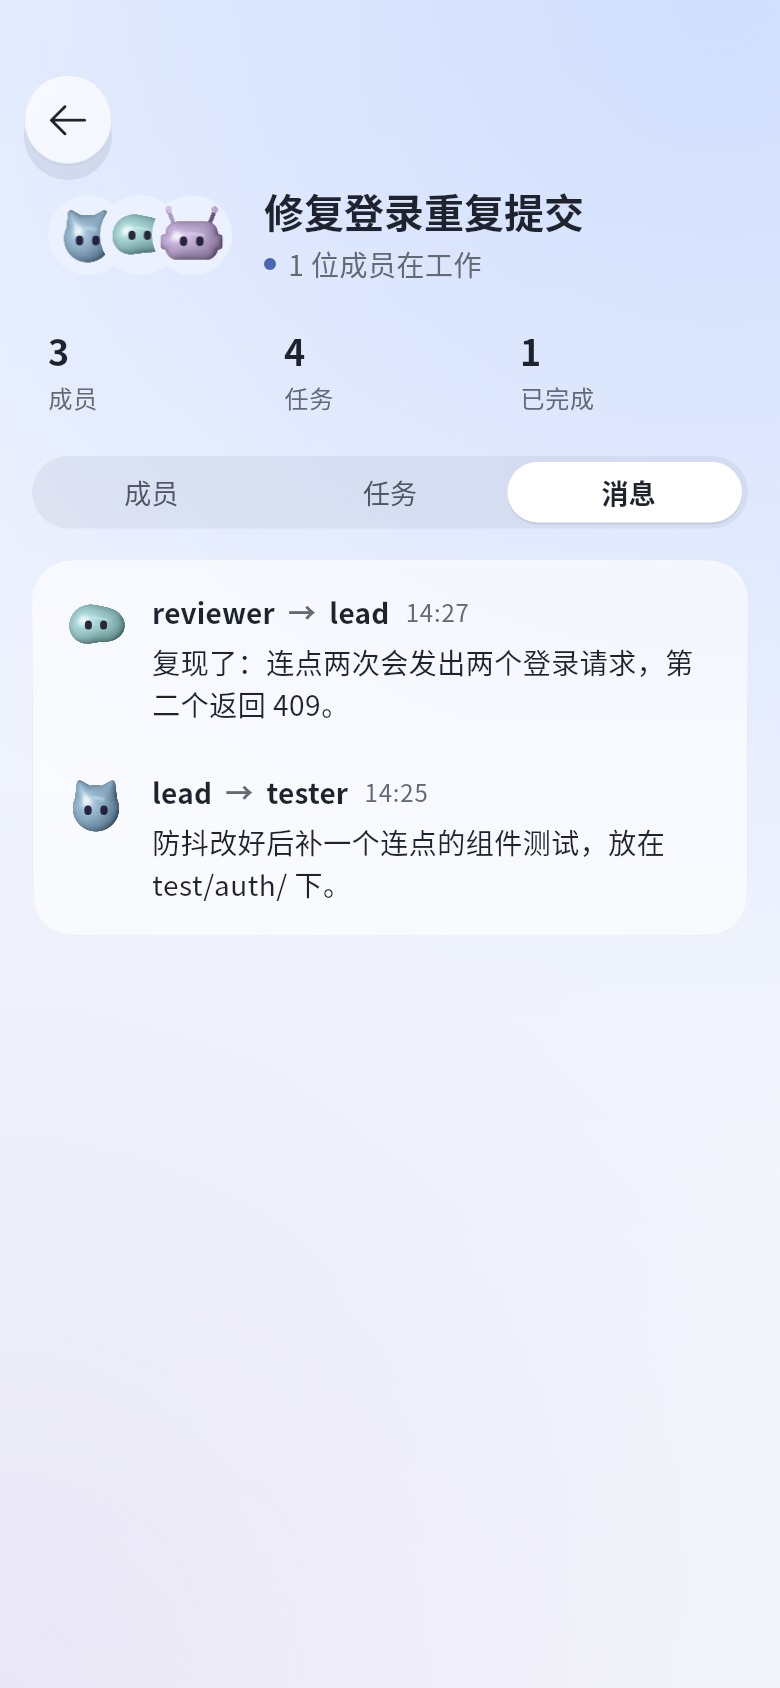 修复登录重复提交
1 位成员在工作
3
4
1
成员
任务
已完成
成员
任务
消息
reviewer → lead 14:27
复现了：连点两次会发出两个登录请求，第
二个返回 409。
lead → tester 14:25
防抖改好后补一个连点的组件测试，放在
test/auth/ 下。